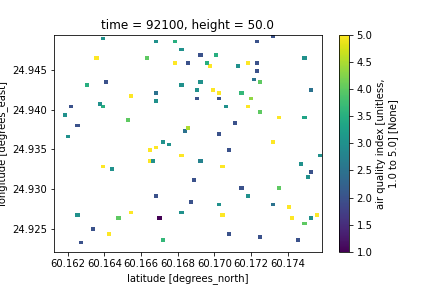 time = 92100, height = 50.0
24.945
24.940
24.935
24.930
24.925
longitude [degrees_east]
60.162 60.164 60.166 60.168 60.170 60.172 60.174
latitude [degrees_north]
5.0
4.5
4.0
3.5
3.0
2.5
2.0
1.5
1.0
air quality index [unitless,
1.0 to 5.0] [None]